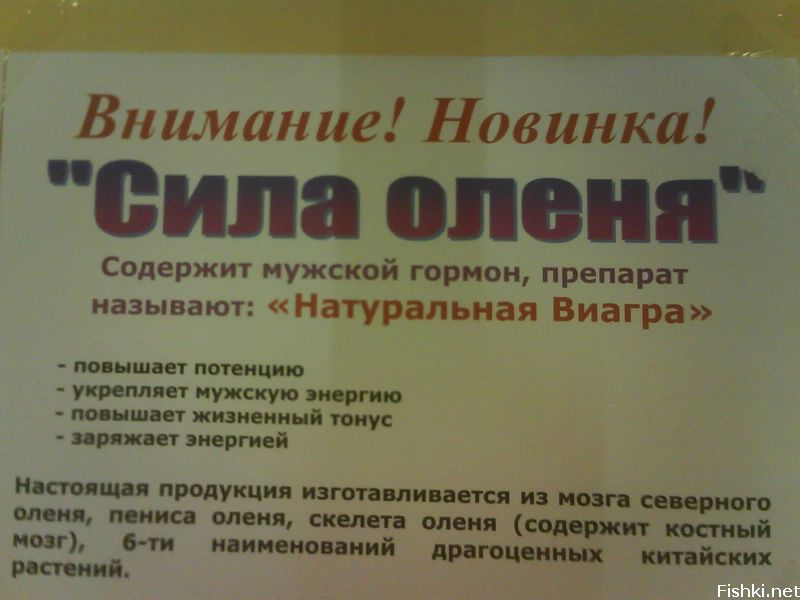 Внимание! Новинка!
"Сила оленя"
Содержит мужской гормон, препарат
называют: «Натуральная Виагра»
- повышает потенцию
- укрепляет мужскую энергию
- повышает жизненный тонус
- заряжает энергией
Настоящая продукция изготавливается из мозга северного
оленя, пениса оленя, скелета оленя (содержит костный
мозг), 6-ти наименований драгоценных китайских
растений.
Fishki.net